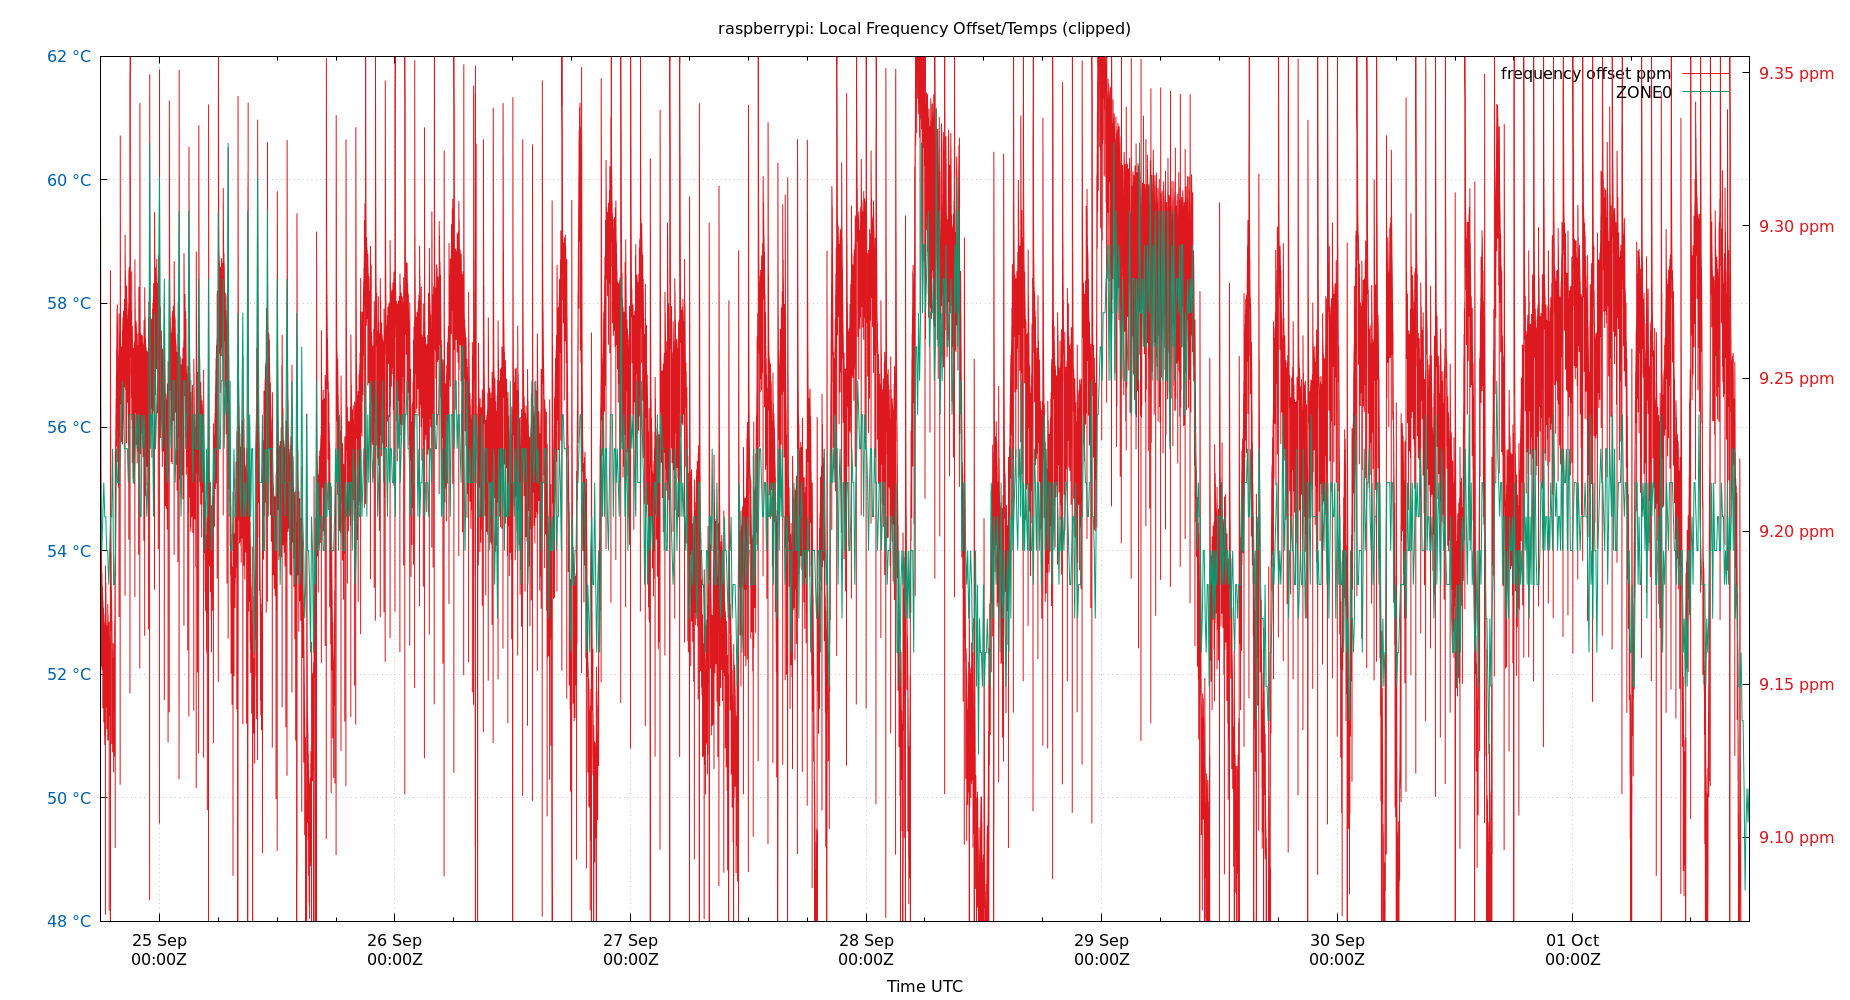 raspberrypi: Local Frequency Offset/Temps (clipped)
62 °C
60 °C
58 °C
56 °C
54 °C
52 °C
50 °C
48 °C
frequency offset ppm
ZONE0
9.35 ppm
9.30 ppm
9.25 ppm
9.20 ppm
9.15 ppm
9.10 ppm
25 Sep
00:00Z
26 Sep
00:00Z
27 Sep
00:00Z
28 Sep
00:00Z
29 Sep
00:00Z
30 Sep
00:00Z
01 Oct
00:00Z
Time UTC